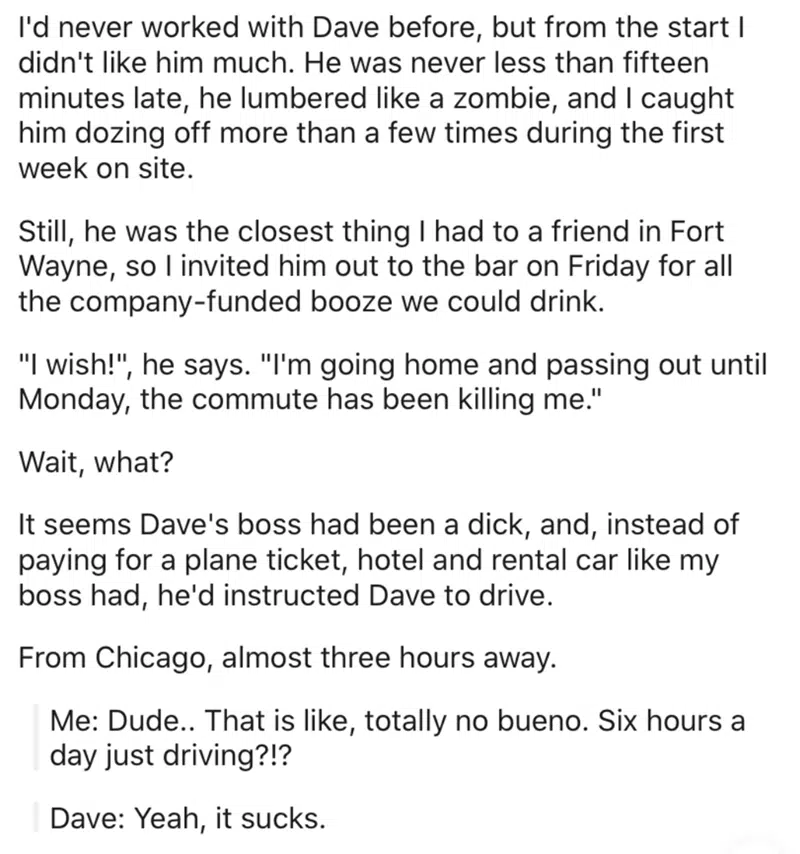 I'd never worked with Dave before, but from the start I
didn't like him much. He was never less than fifteen
minutes late, he lumbered like a zombie, and I caught
him dozing off more than a few times during the first
week on site.
Still, he was the closest thing I had to a friend in Fort
Wayne, so I invited him out to the bar on Friday for all
the company-funded booze we could drink.
"I wish!", he says. "I'm going home and passing out until
Monday, the commute has been killing me."
Wait, what?
It seems Dave's boss had been a dick, and, instead of
paying for a plane ticket, hotel and rental car like my
boss had, he'd instructed Dave to drive.
From Chicago, almost three hours away.
Me: Dude.. That is like, totally no bueno. Six hours a
day just driving?!?
Dave: Yeah, it sucks.